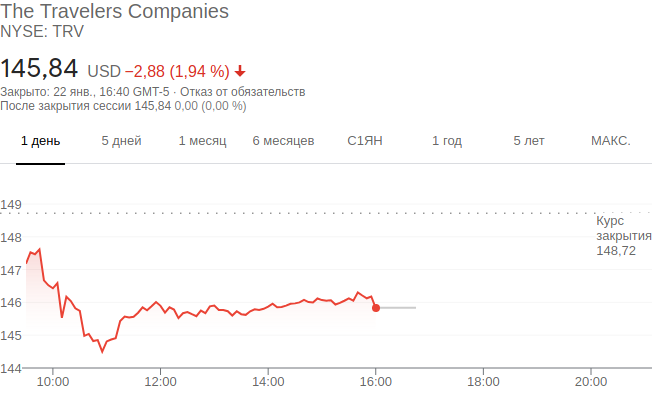 The Travelers Companies
NYSE: TRV
145,84 USD −2,88 (1,94 %)
Закрыто: 22 янв., 16:40 GMT-5 · Отказ от обязательств
После закрытия сессии 145,84 0,00 (0,00 %)
1 день 5 дней 1 месяц 6 месяцев С1ЯН 1 год 5 лет МАКС.
149
Курс
закрытия
148,72
148
147
146
145
144
10:00 12:00 14:00 16:00 18:00 20:00